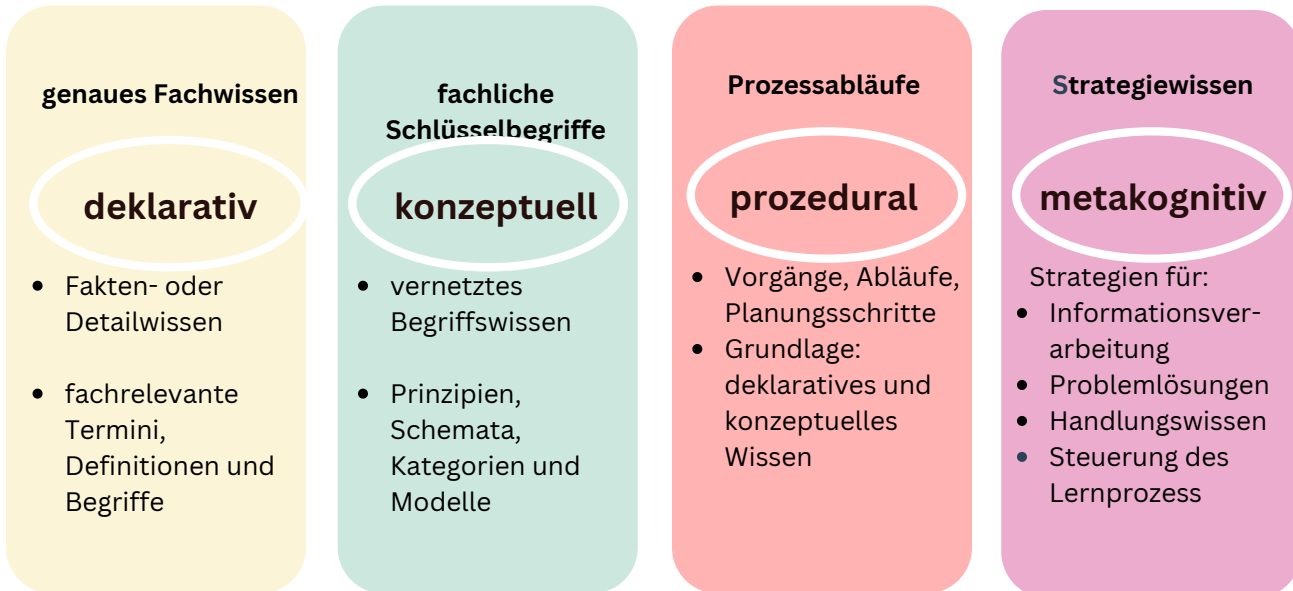 genaues Fachwissen
deklarativ
• Fakten- oder
Detailwissen
• fachrelevante
Termini,
Definitionen und
Begriffe
fachliche
Schlüsselbegriffe
konzeptuell
• vernetztes
Begriffswissen
• Prinzipien,
Schemata,
Kategorien und
Modelle
Prozessabläufe
prozedural
• Vorgänge, Abläufe,
Planungsschritte
• Grundlage:
deklaratives und
konzeptuelles
Wissen
Strategiewissen
metakognitiv
Strategien für:
• Informationsver-
arbeitung
• Problemlösungen
• Handlungswissen
• Steuerung des
Lernprozess